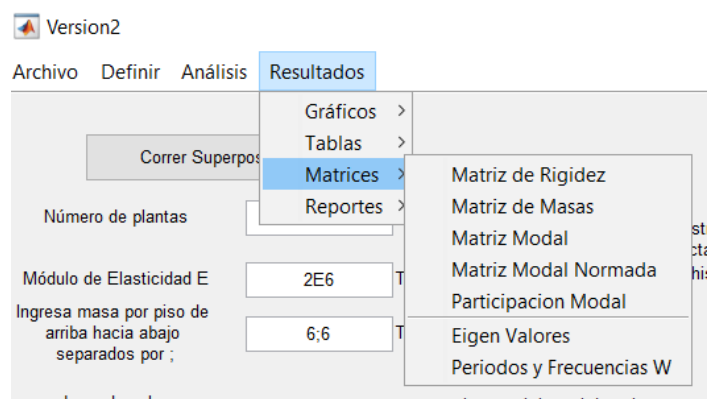 Version2
Archivo Definir Análisis Resultados
Gráficos
Tablas
Matrices
Reportes
Matriz de Rigidez
Matriz de Masas
Matriz Modal
Matriz Modal Normada
Participacion Modal
Eigen Valores
Periodos y Frecuencias W
Correr Superpos
Número de plantas
Módulo de Elasticidad E
2E6
T
Ingresa masa por piso de
arriba hacia abajo
separados por ;
6;6
T